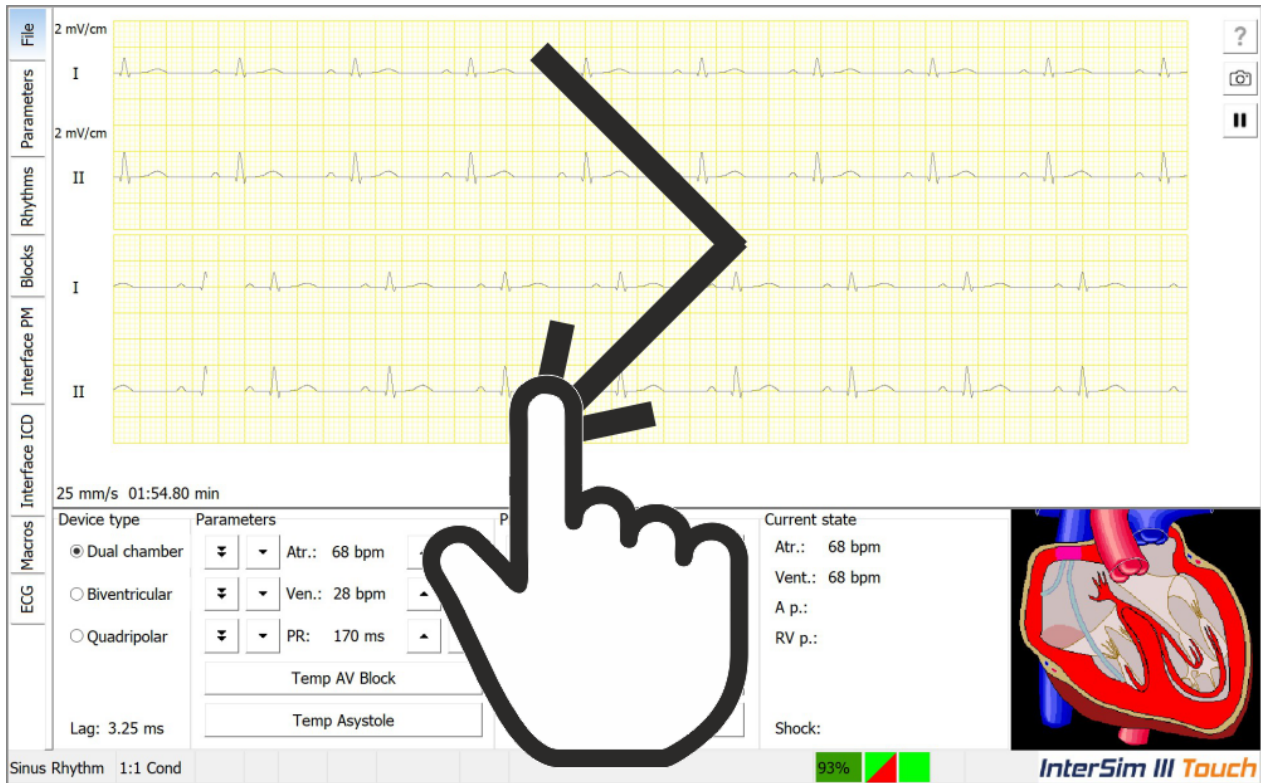 File
Parameters
Rhythms
Blocks
Interface PM
Interface ICD
Macros
ECG
2 mV/cm
I
2 mV/cm
II
I
II
25 mm/s 01:54.80 min
?
Device type
Dual chamber
Biventricular
Quadripolar
Lag: 3.25 ms
Parameters
Atr.: 68 bpm
Ven.: 28 bpm
PR: 170 ms
Temp AV Block
Temp Asystole
Current state
Atr.: 68 bpm
Vent.: 68 bpm
A p.:
RV p.:
Shock:
Sinus Rhythm 1:1 Cond
93%
InterSim III Touch